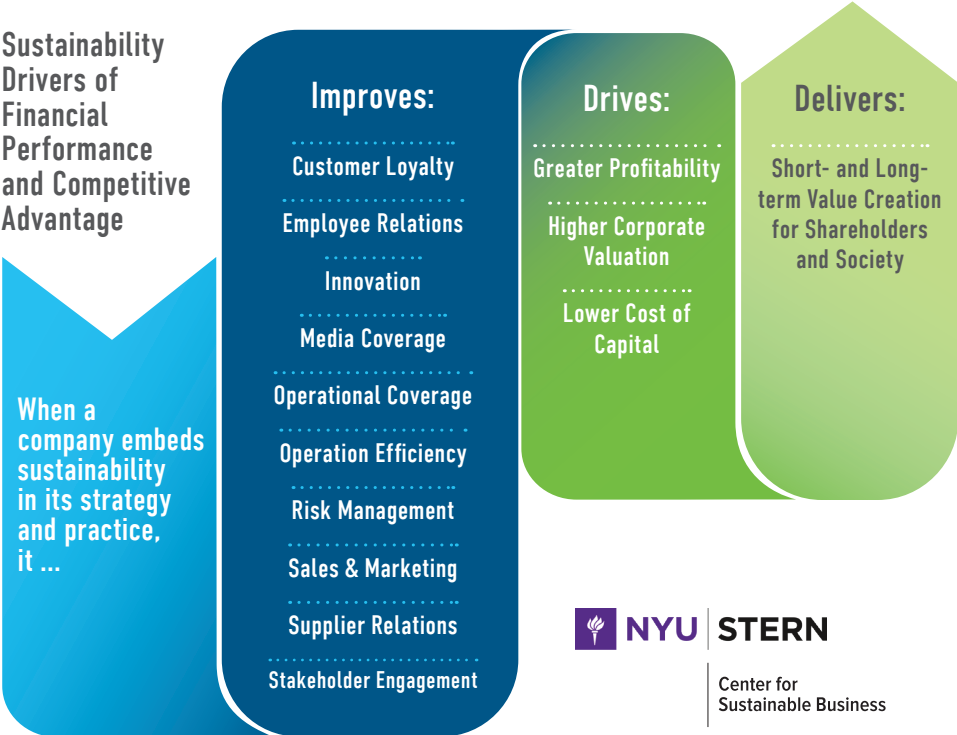 Sustainability
Drivers of
Financial
Performance
and Competitive
Advantage
When a
company embeds
sustainability
in its strategy
and practice,
it ...
Improves:
Customer Loyalty
Employee Relations
Innovation
Media Coverage
Operational Coverage
Operation Efficiency
Risk Management
Sales & Marketing
Supplier Relations
Stakeholder Engagement
Drives:
Greater Profitability
Higher Corporate
Valuation
Lower Cost of
Capital
Delivers:
Short- and Long-
term Value Creation
for Shareholders
and Society
NYU STERN
Center for
Sustainable Business